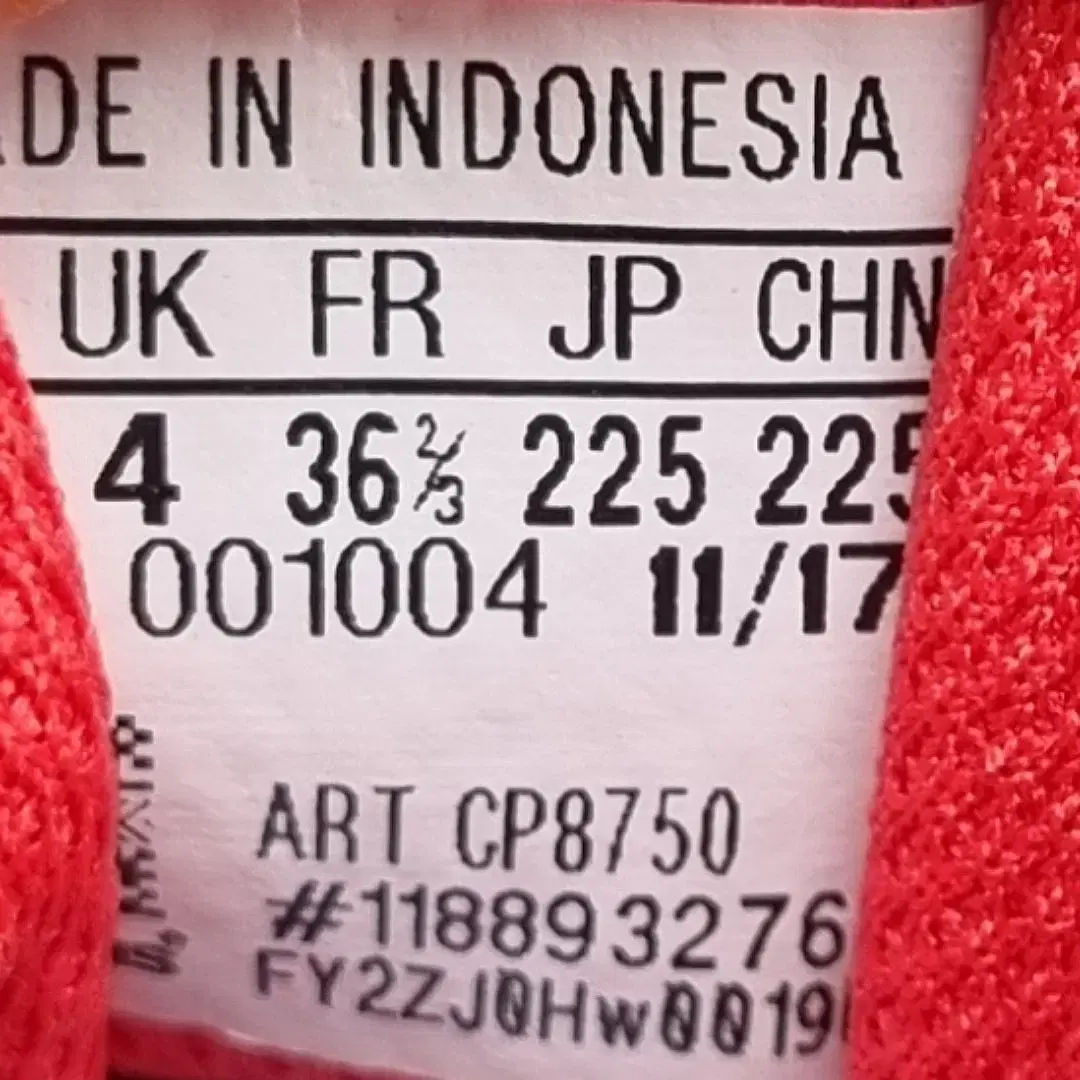 ADE IN INDONESIA
UK FR JP CHN
4 36⅔ 225 225
001004 11/17
ART CP8750
#118893276
FY2ZJ0Hw0019